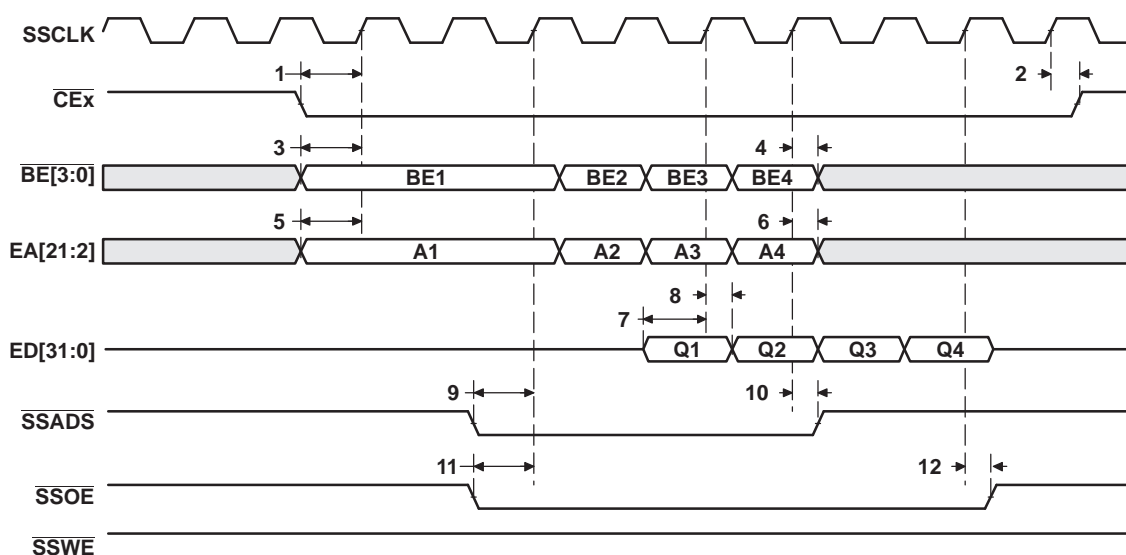 SSCLK
1
2
CEx
3
4
BE[3:0]
BE1
BE2
BE3
BE4
5
6
EA[21:2]
A1
A2
A3
A4
8
7
ED[31:0]
Q1
Q2
Q3
Q4
9
10
SSADS
11
12
SSOE
SSWE